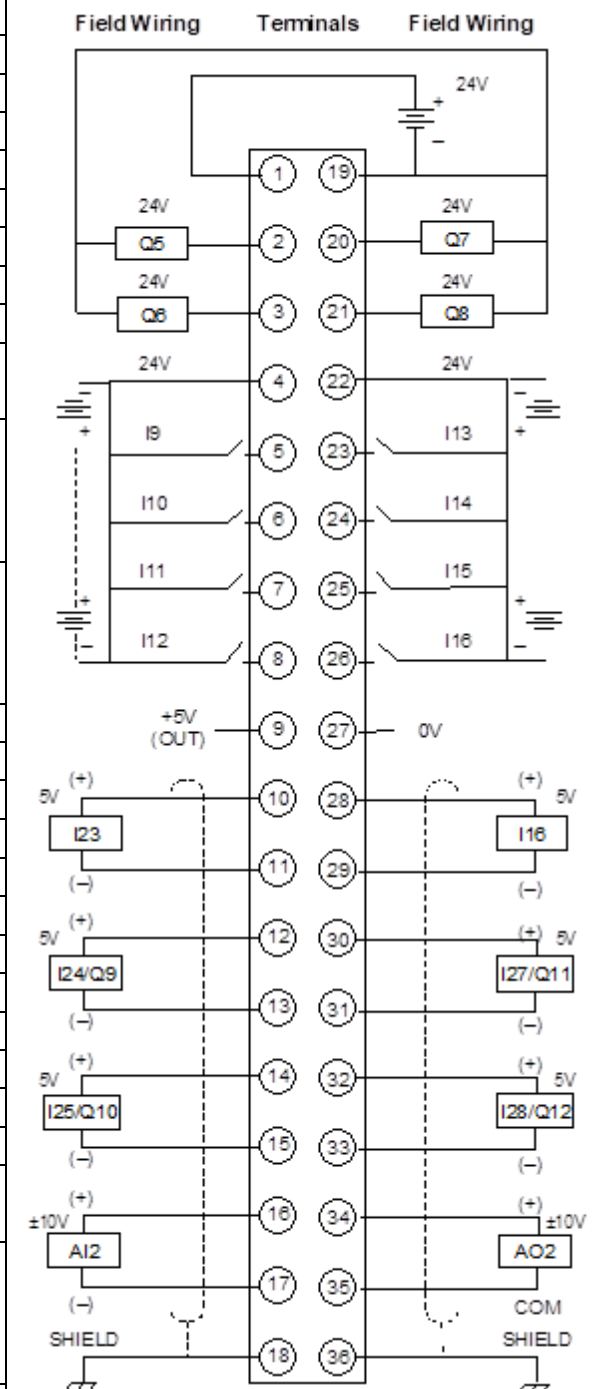 Field Wiring Terminals Field Wiring
24V
+
–
1 19
24V 24V
Q5 2 20 Q7
24V 24V
Q6 3 21 Q8
24V 4 22 24V
– –
+ +
I9 5 23 I13
I10 6 24 I14
I11 7 25 I15
+ +
– –
I12 8 26 I16
+5V
(OUT) 9 27 0V
(+) (+)
5V 10 28 5V
I23 I16
11 29
(–) (–)
(+) (+)
5V 12 30 5V
I24/Q9 I27/Q11
13 31
(–) (–)
(+) (+)
5V 14 32 5V
I25/Q10 I28/Q12
15 33
(–) (–)
(+) (+)
±10V 16 34 ±10V
AI2 AO2
17 35
(–) COM
SHIELD SHIELD
18 36